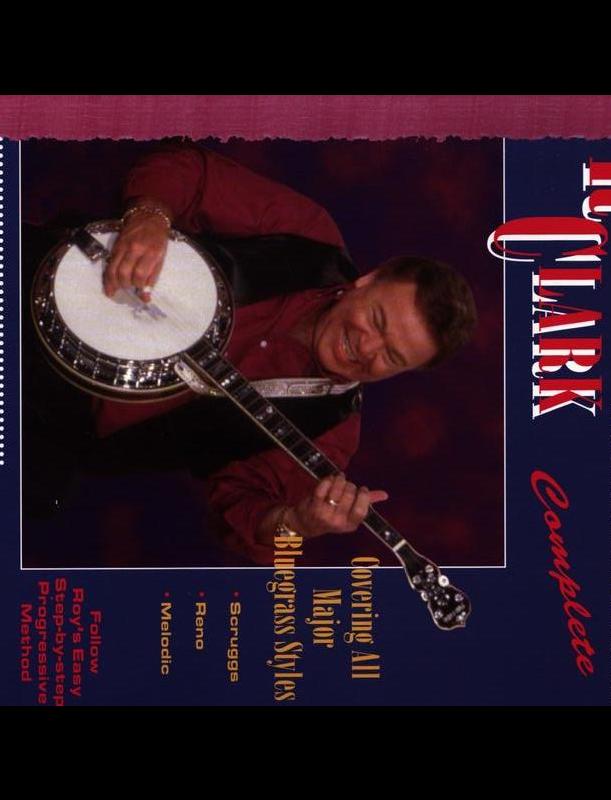 CLARK
Complete
Covering All
Major
Bluegrass Styles
• Scruggs
• Reno
• Melodic
Follow
Roy's Easy
Step-by-step
Progressive
Method